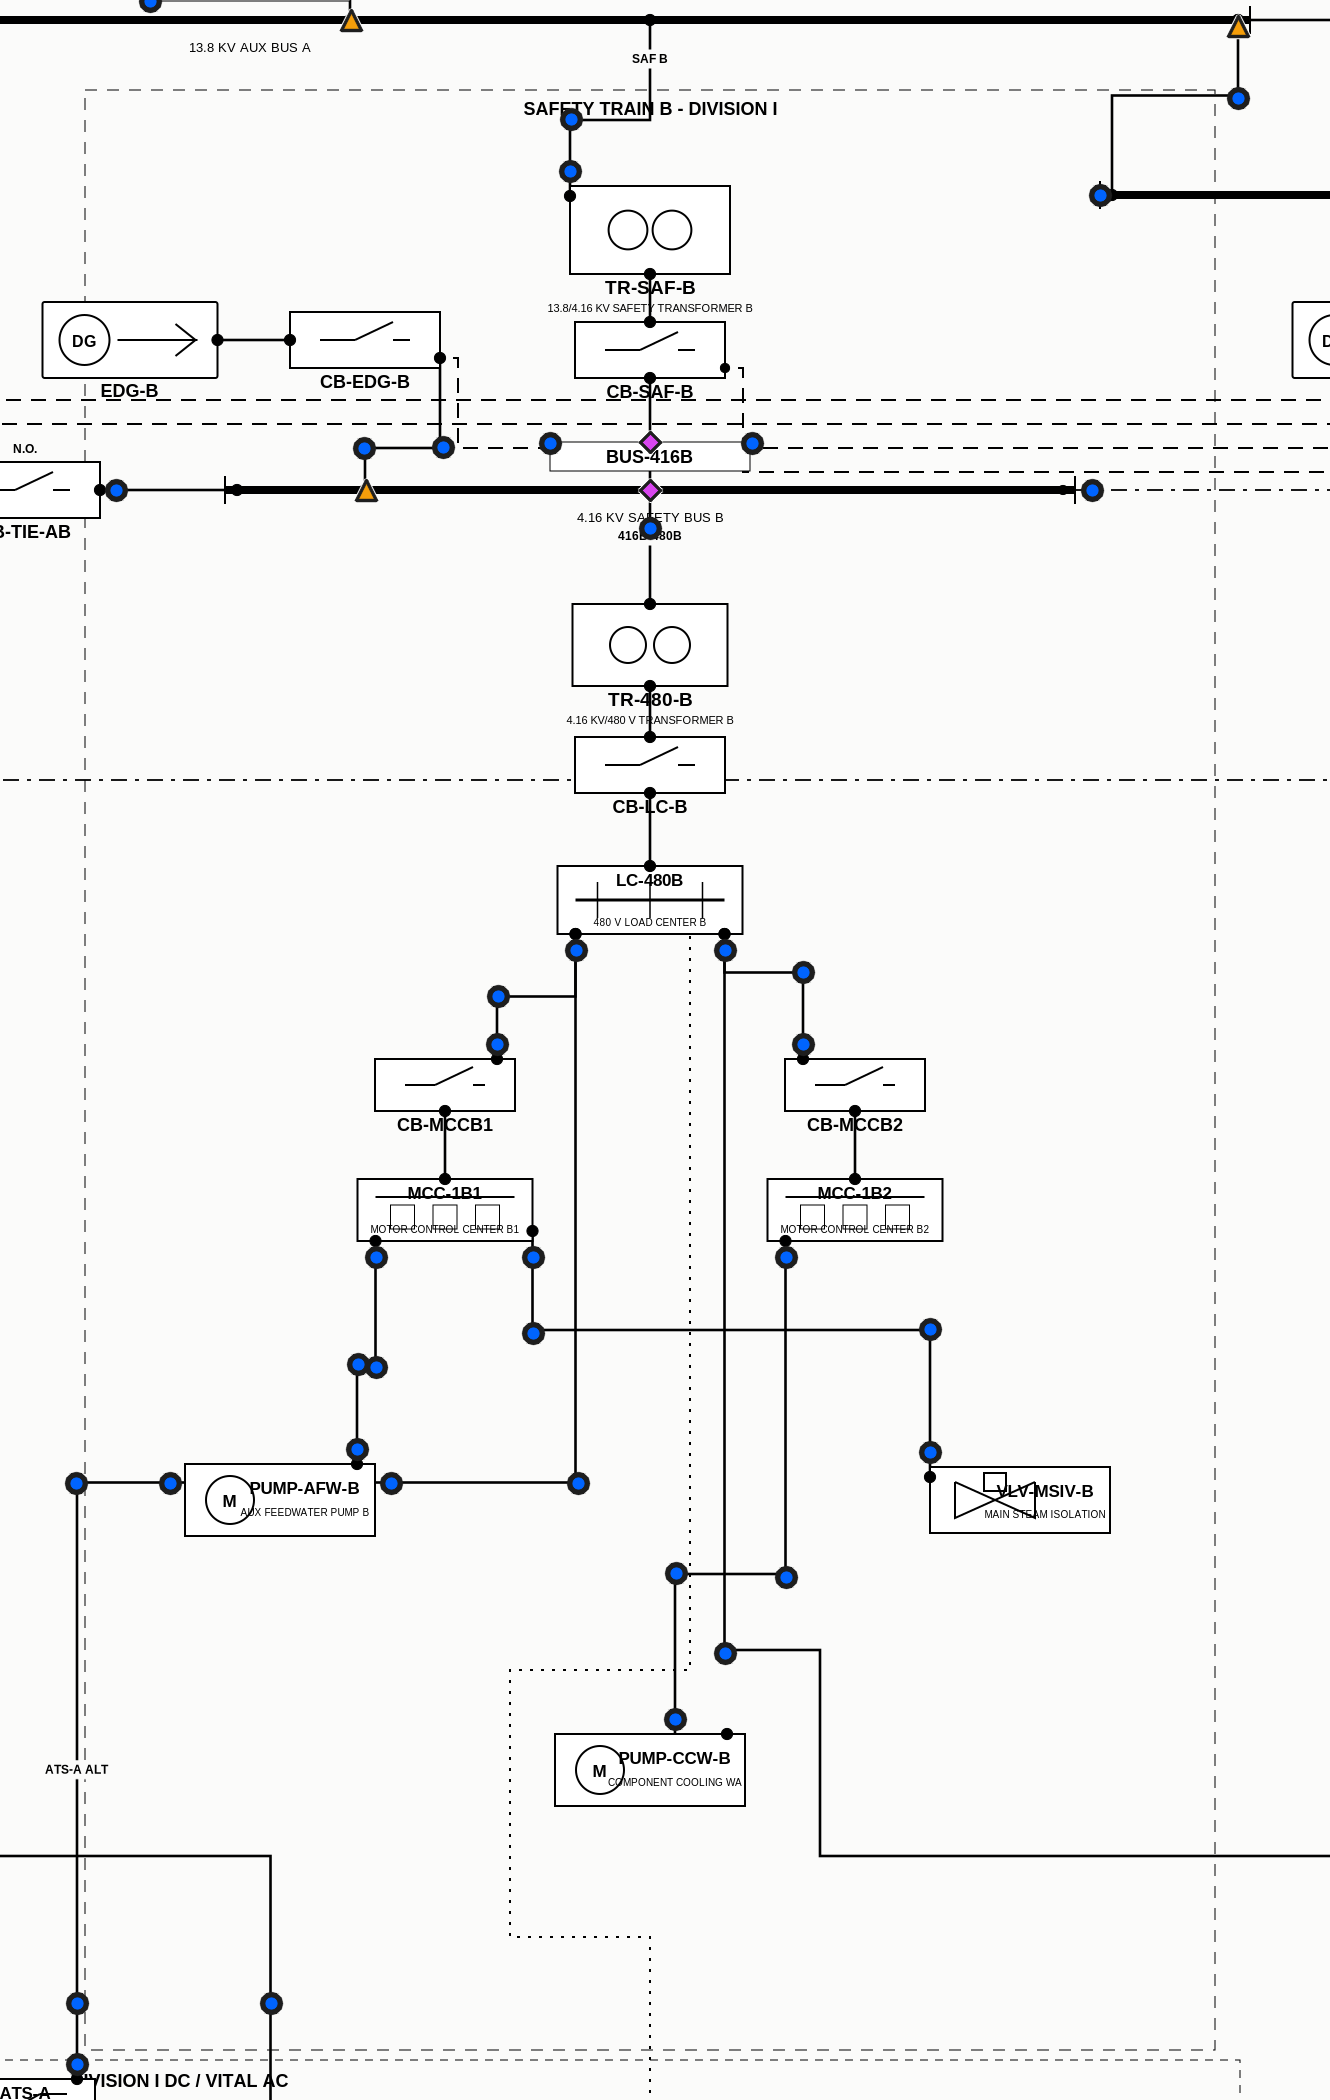 13.8 KV AUX BUS A
SAF B
SAFETY TRAIN B - DIVISION I
TR-SAF-B
13.8/4.16 KV SAFETY TRANSFORMER B
DG
EDG-B
CB-EDG-B
CB-SAF-B
D
N.O.
BUS-416B
B-TIE-AB
4.16 KV SAFETY BUS B
416B-480B
TR-480-B
4.16 KV/480 V TRANSFORMER B
CB-LC-B
LC-480B
480 V LOAD CENTER B
CB-MCCB1
CB-MCCB2
MCC-1B1
MOTOR CONTROL CENTER B1
MCC-1B2
MOTOR CONTROL CENTER B2
M
PUMP-AFW-B
AUX FEEDWATER PUMP B
VLV-MSIV-B
MAIN STEAM ISOLATION
M
PUMP-CCW-B
COMPONENT COOLING WA
ATS-A ALT
VISION I DC / VITAL AC
ATS-A